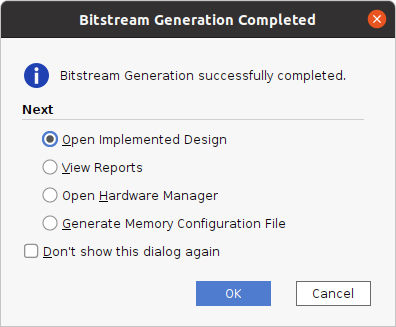 Bitstream Generation Completed
Bitstream Generation successfully completed.
Next
Open Implemented Design
View Reports
Open Hardware Manager
Generate Memory Configuration File
Don't show this dialog again
OK
Cancel